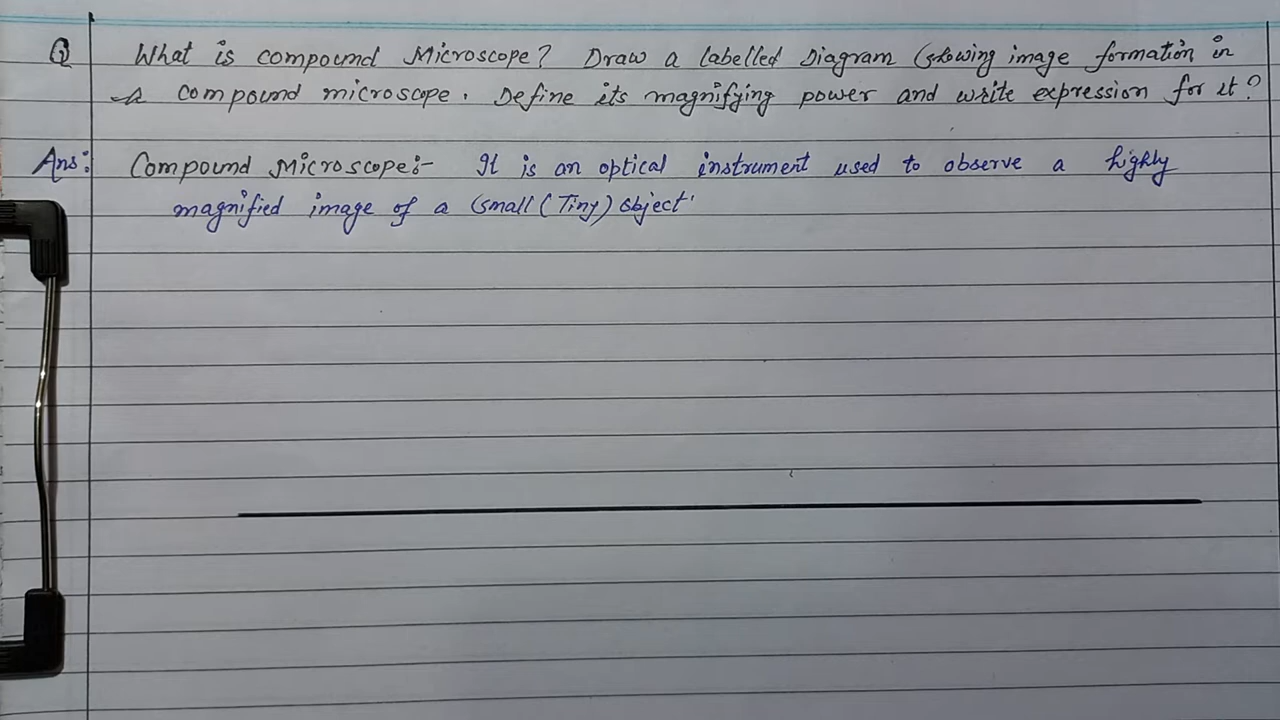 Q What is compound Microscope? Draw a labelled Diagram showing image formation in
a compound microscope. Define its magnifying power and write expression for it?
Ans: Compound Microscope:- It is an optical instrument used to observe a highly
magnified image of a small (Tiny) object.